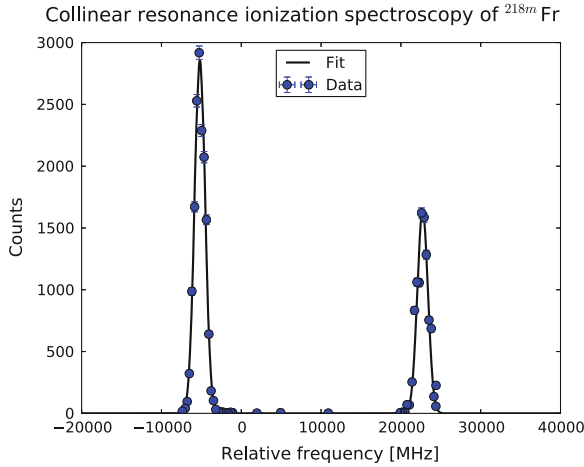 Collinear resonance ionization spectroscopy of ²¹⁸ᵐFr
3000
2500
2000
1500
1000
500
0
Counts
Fit
Data
−20000 −10000 0 10000 20000 30000 40000
Relative frequency [MHz]